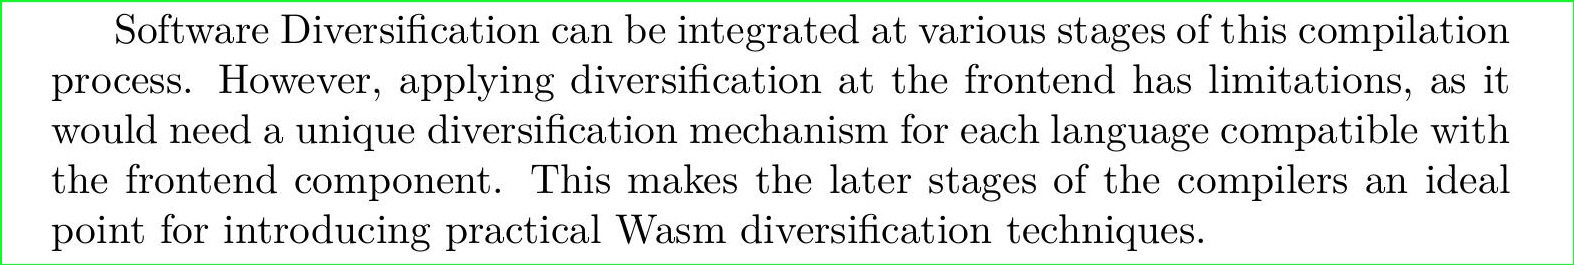 Software Diversification can be integrated at various stages of this compilation
process. However, applying diversification at the frontend has limitations, as it
would need a unique diversification mechanism for each language compatible with
the frontend component. This makes the later stages of the compilers an ideal
point for introducing practical Wasm diversification techniques.